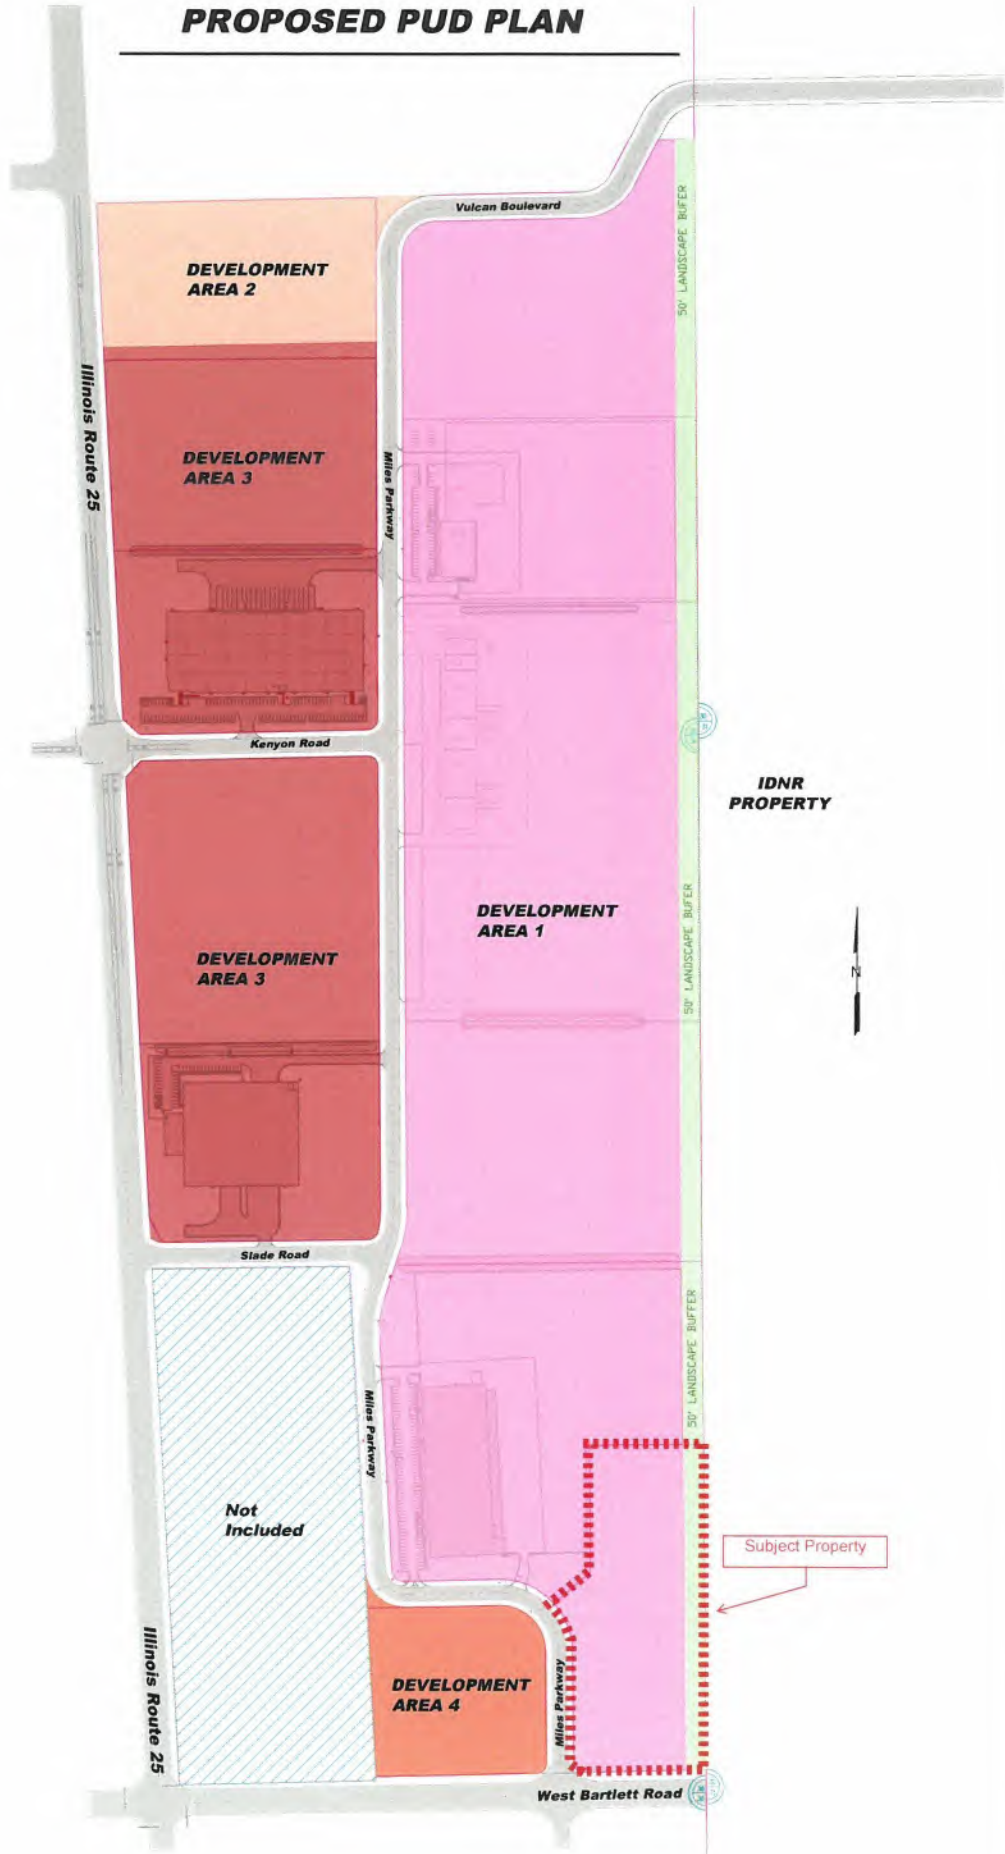 PROPOSED PUD PLAN
Vulcan Boulevard
50' LANDSCAPE BUFER
DEVELOPMENT
AREA 2
Illinois Route 25
DEVELOPMENT
AREA 3
Miles Parkway
Kenyon Road
IDNR
PROPERTY
DEVELOPMENT
AREA 1
50' LANDSCAPE BUFER
DEVELOPMENT
AREA 3
N
Slade Road
50' LANDSCAPE BUFFER
Miles Parkway
Not
Included
Subject Property
Illinois Route 25
DEVELOPMENT
AREA 4
Miles Parkway
West Bartlett Road